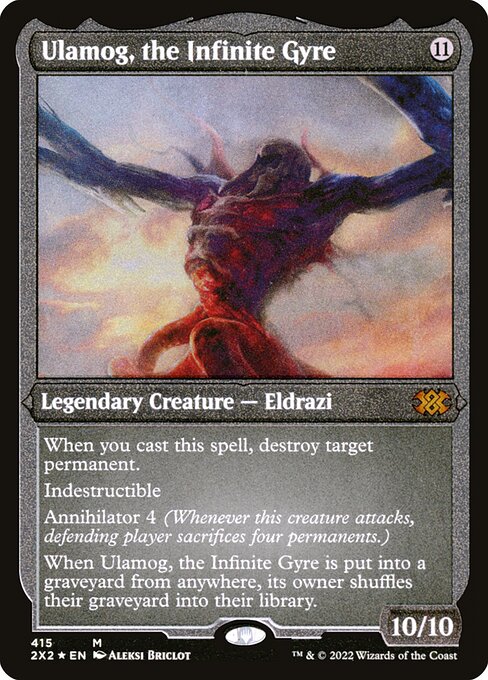 Ulamog, the Infinite Gyre 11
Legendary Creature — Eldrazi
When you cast this spell, destroy target
permanent.
Indestructible
Annihilator 4 (Whenever this creature attacks,
defending player sacrifices four permanents.)
When Ulamog, the Infinite Gyre is put into a
graveyard from anywhere, its owner shuffles
their graveyard into their library.
10/10
415 M
2X2 ★ EN Aleksi Briclot
™ & © 2022 Wizards of the Coast